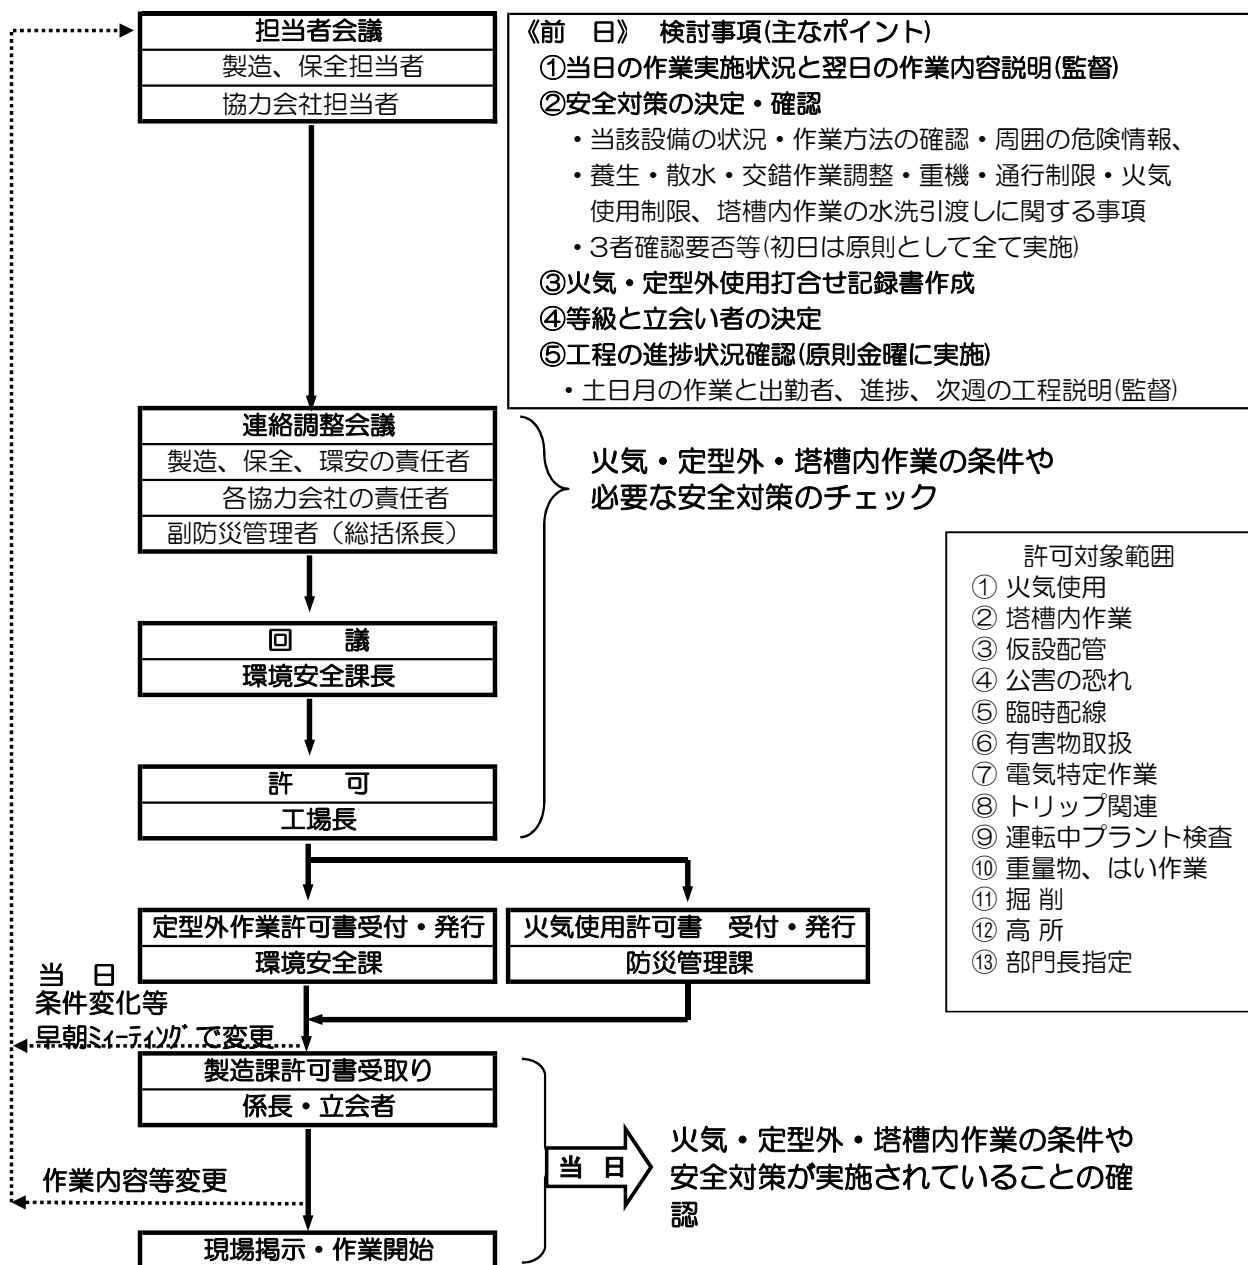 担当者会議
製造、保全担当者
協力会社担当者
《前　日》　検討事項(主なポイント)
①当日の作業実施状況と翌日の作業内容説明(監督)
②安全対策の決定・確認
・当該設備の状況・作業方法の確認・周囲の危険情報、
・養生・散水・交錯作業調整・重機・通行制限・火気
使用制限、塔槽内作業の水洗引渡しに関する事項
・3者確認要否等(初日は原則として全て実施)
③火気・定型外使用打合せ記録書作成
④等級と立会い者の決定
⑤工程の進捗状況確認(原則金曜に実施)
・土日月の作業と出勤者、進捗、次週の工程説明(監督)
連絡調整会議
製造、保全、環安の責任者
各協力会社の責任者
副防災管理者（総括係長）
火気・定型外・塔槽内作業の条件や
必要な安全対策のチェック
許可対象範囲
① 火気使用
② 塔槽内作業
③ 仮設配管
④ 公害の恐れ
⑤ 臨時配線
⑥ 有害物取扱
⑦ 電気特定作業
⑧ トリップ関連
⑨ 運転中プラント検査
⑩ 重量物、はい作業
⑪ 掘 削
⑫ 高 所
⑬ 部門長指定
回　議
環境安全課長
許　可
工場長
定型外作業許可書受付・発行
環境安全課
火気使用許可書　受付・発行
防災管理課
当　日
条件変化等
早朝ﾐｨｰﾃｨﾝｸﾞで変更
製造課許可書受取り
係長・立会者
作業内容等変更
当　日
火気・定型外・塔槽内作業の条件や
安全対策が実施されていることの確
認
現場掲示・作業開始